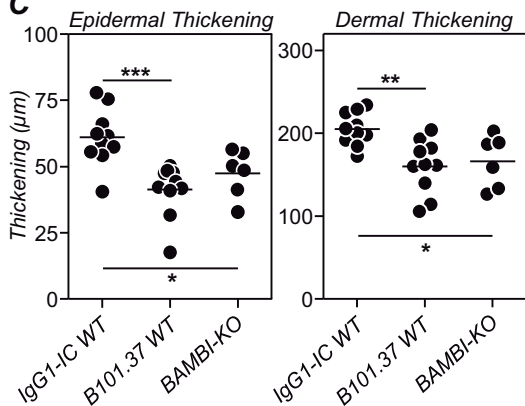 C
Epidermal Thickening
Dermal Thickening
Thickening (µm)
100
75
50
25
0
***
*
IgG1-IC WT
B101.37 WT
BAMBI-KO
300
200
100
0
**
*
IgG1-IC WT
B101.37 WT
BAMBI-KO